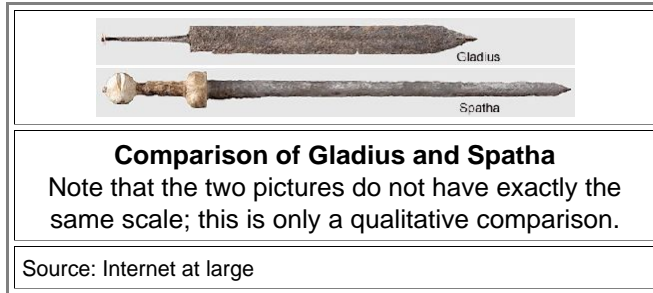 Gladius
Spatha
Comparison of Gladius and Spatha
Note that the two pictures do not have exactly the
same scale; this is only a qualitative comparison.
Source: Internet at large